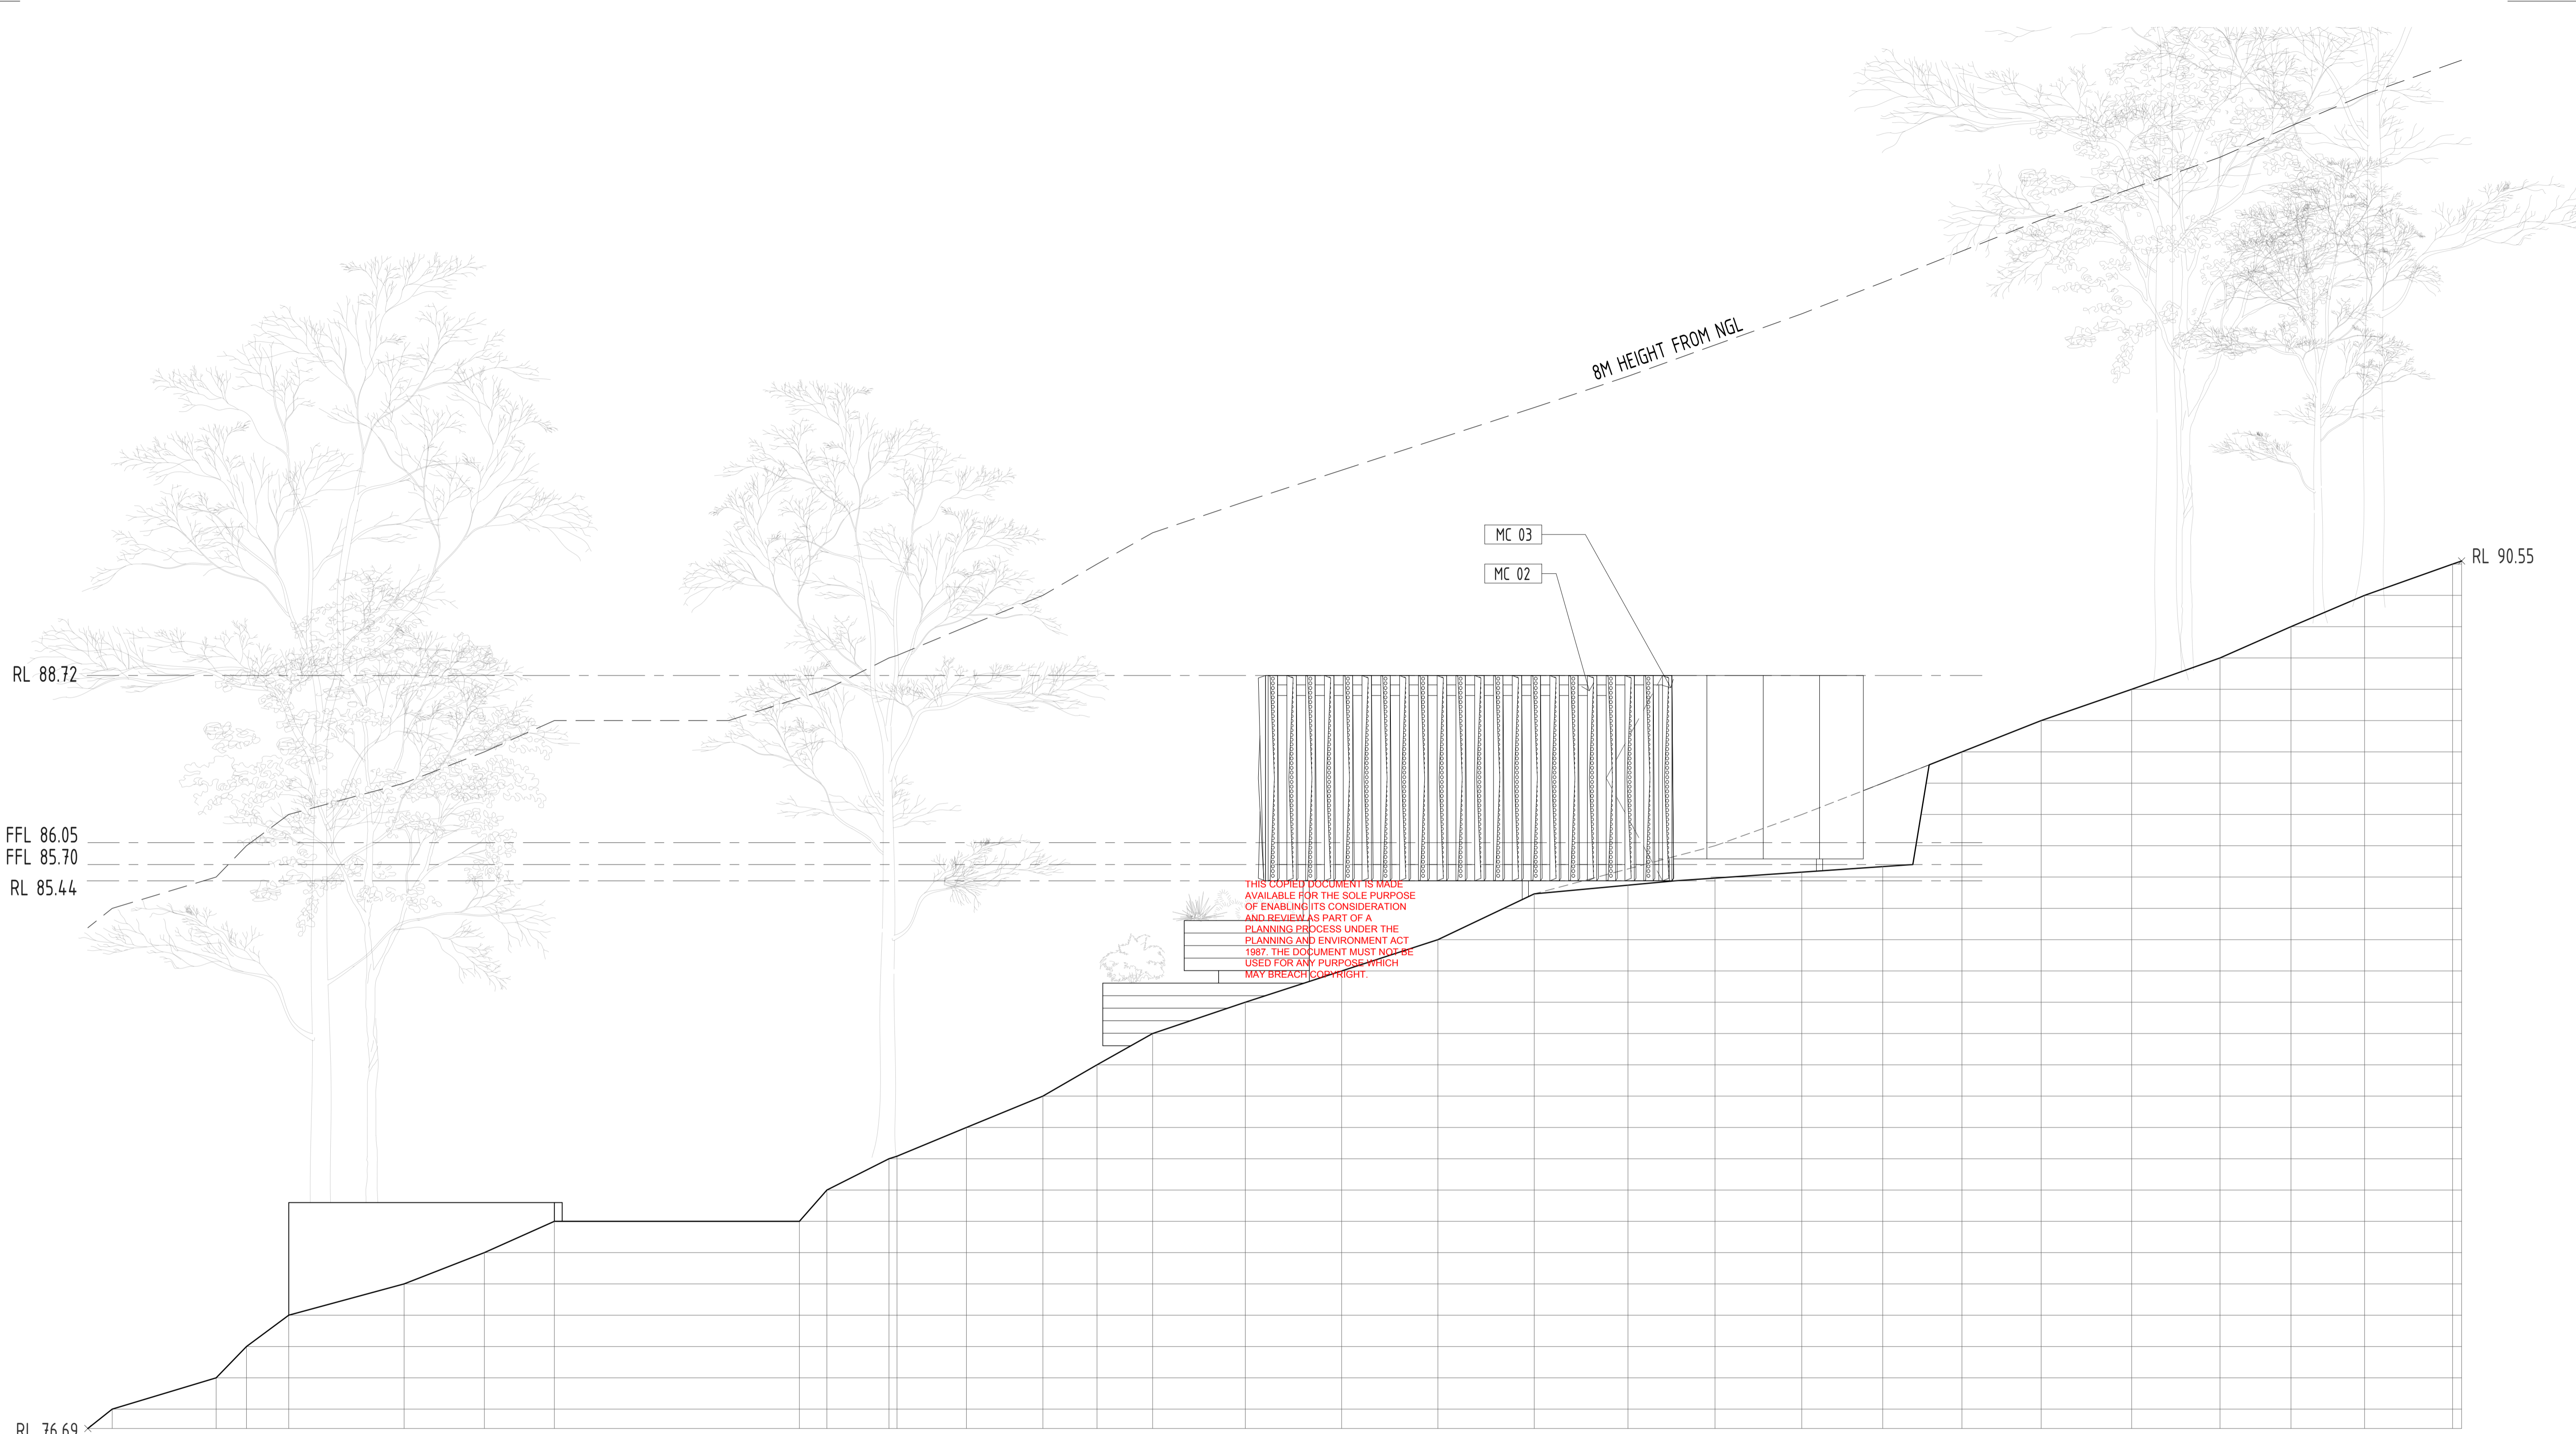 8M HEIGHT FROM NGL
MC 03
MC 02
RL 90.55
RL 88.72
FFL 86.05
FFL 85.70
RL 85.44
THIS COPIED DOCUMENT IS MADE
AVAILABLE FOR THE SOLE PURPOSE
OF ENABLING ITS CONSIDERATION
AND REVIEW AS PART OF A
PLANNING PROCESS UNDER THE
PLANNING AND ENVIRONMENT ACT
1987. THE DOCUMENT MUST NOT BE
USED FOR ANY PURPOSE WHICH
MAY BREACH COPYRIGHT.
RL 76.69